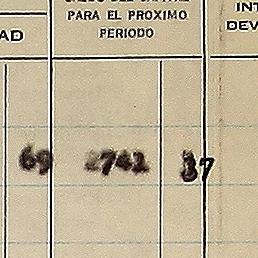 PARA EL PROXIMO
PERIODO
AD
INT
DEV
69 2742 37